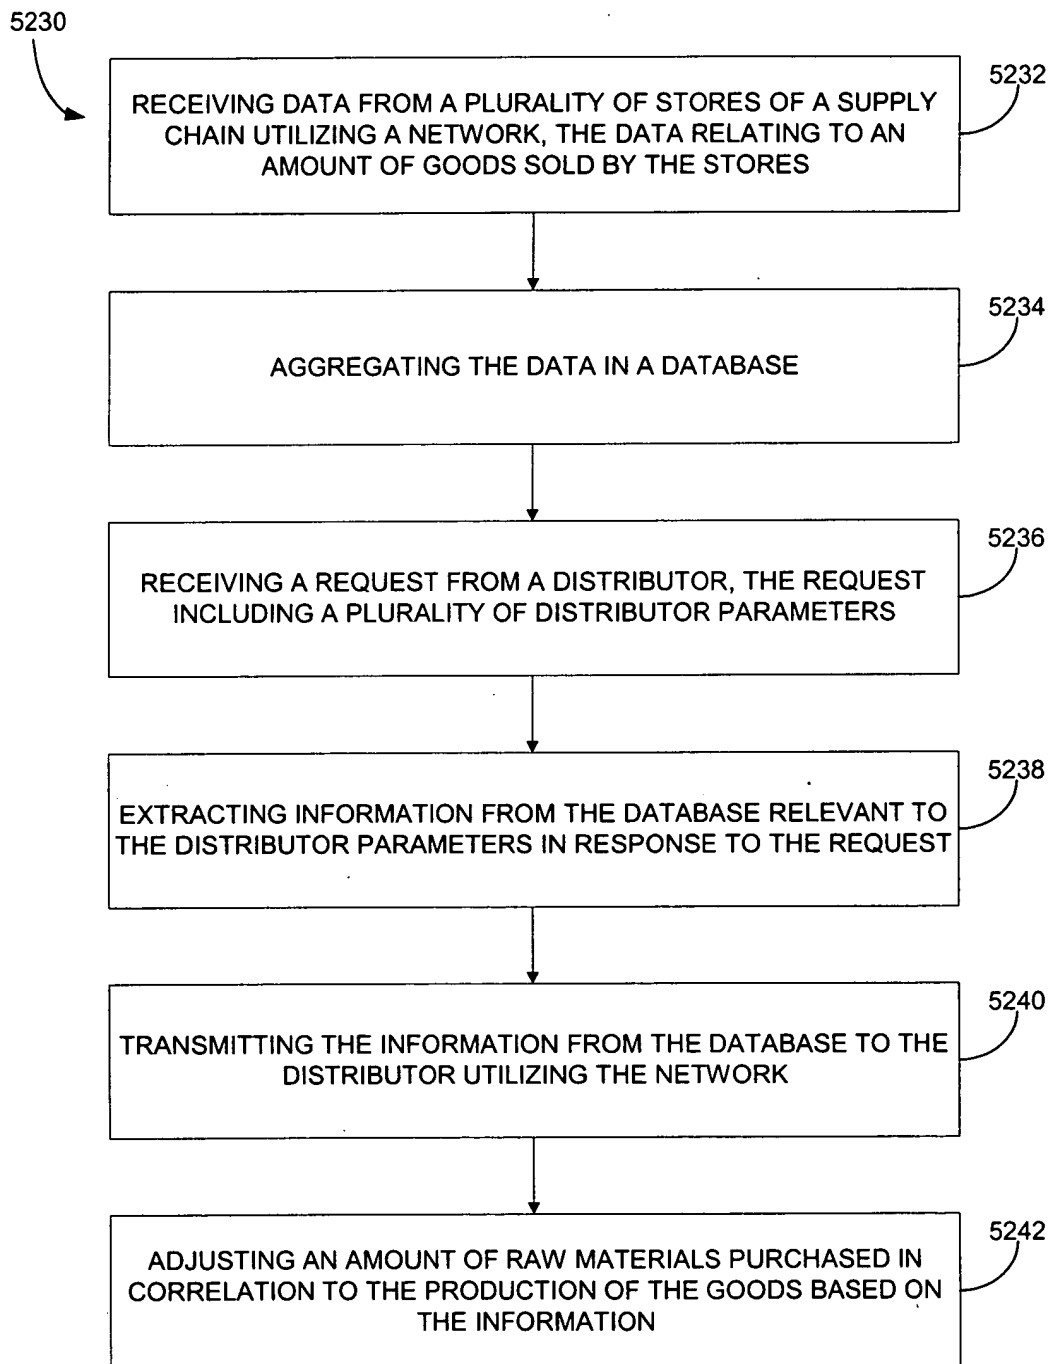 5230
5232
RECEIVING DATA FROM A PLURALITY OF STORES OF A SUPPLY
CHAIN UTILIZING A NETWORK, THE DATA RELATING TO AN
AMOUNT OF GOODS SOLD BY THE STORES
5234
AGGREGATING THE DATA IN A DATABASE
5236
RECEIVING A REQUEST FROM A DISTRIBUTOR, THE REQUEST
INCLUDING A PLURALITY OF DISTRIBUTOR PARAMETERS
5238
EXTRACTING INFORMATION FROM THE DATABASE RELEVANT TO
THE DISTRIBUTOR PARAMETERS IN RESPONSE TO THE REQUEST
5240
TRANSMITTING THE INFORMATION FROM THE DATABASE TO THE
DISTRIBUTOR UTILIZING THE NETWORK
5242
ADJUSTING AN AMOUNT OF RAW MATERIALS PURCHASED IN
CORRELATION TO THE PRODUCTION OF THE GOODS BASED ON
THE INFORMATION